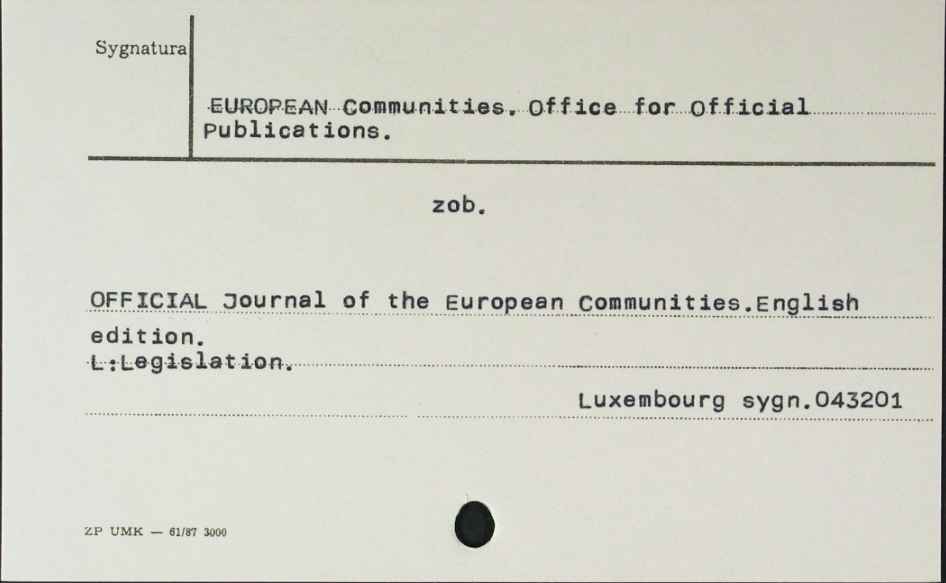 Sygnatura
EUROPEAN Communities. Office for Official
Publications.
zob.
OFFICIAL Journal of the European Communities.English
edition.
L:Legislation.
Luxembourg sygn.043201
ZP UMK — 61/87 3000